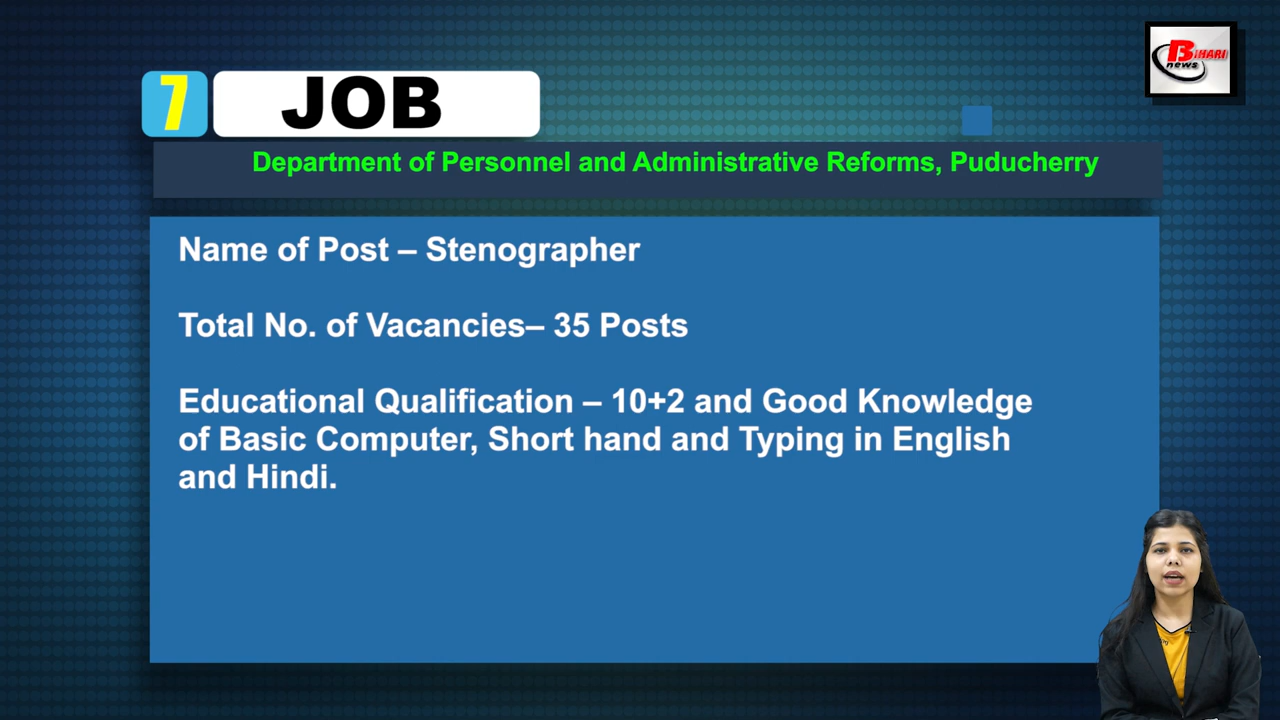 BIHARI
news
7 JOB
Department of Personnel and Administrative Reforms, Puducherry
Name of Post – Stenographer
Total No. of Vacancies– 35 Posts
Educational Qualification – 10+2 and Good Knowledge
of Basic Computer, Short hand and Typing in English
and Hindi.